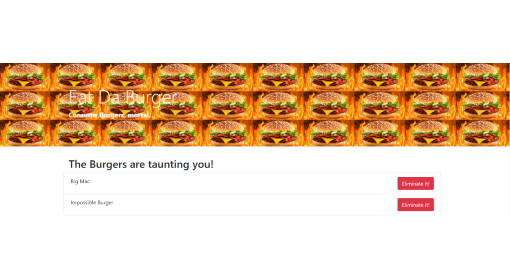 Eat Da Burger
Consume Burgers, mortal.
The Burgers are taunting you!
Big Mac
Eliminate it!
Impossible Burger
Eliminate it!